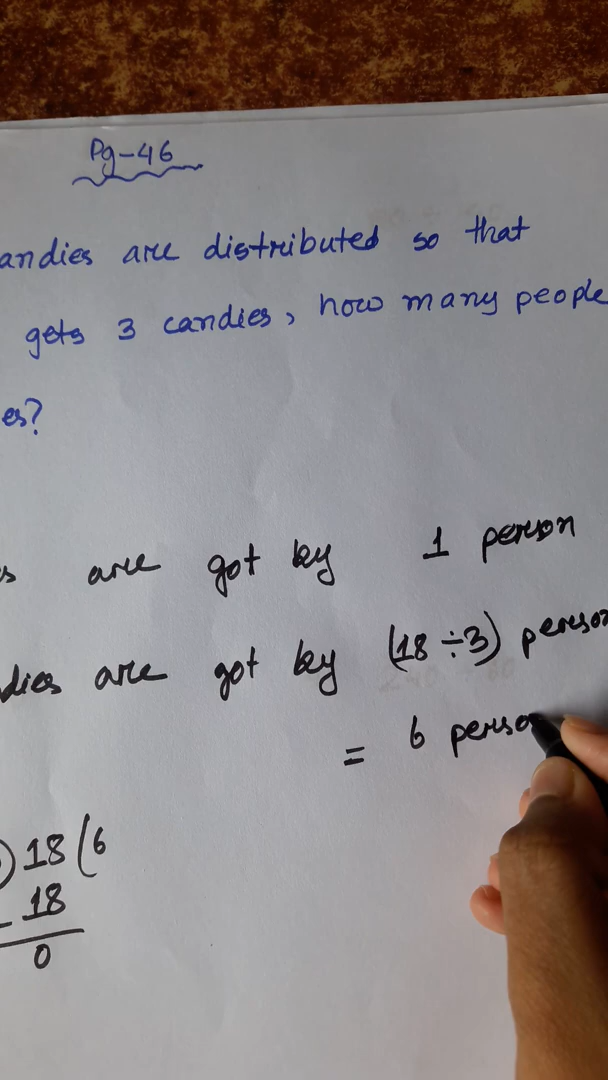 Pg-46
andies are distributed so that
gets 3 candies, how many people
es?
s are got by 1 person
dies are got by (18 ÷3) person
= 6 perso
)18(6
- 18
0